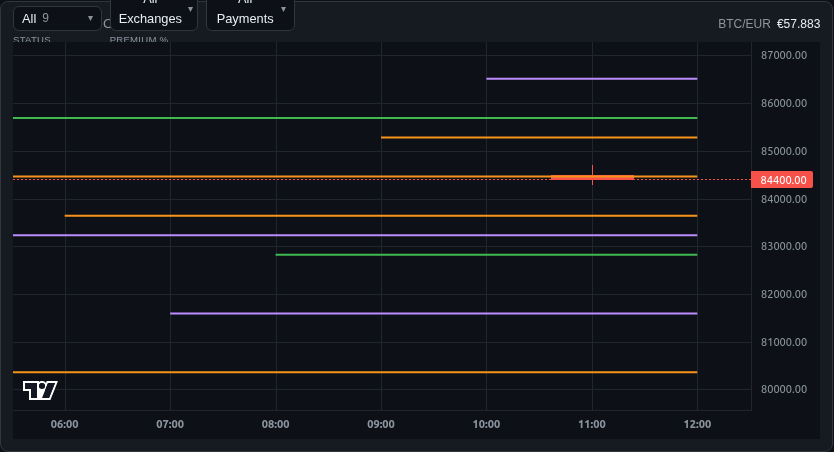 All 9
All Exchanges
All Payments
BTC/EUR €57.883
STATUS PREMIUM %
87000.00
86000.00
85000.00
84400.00
84000.00
83000.00
82000.00
81000.00
80000.00
06:00 07:00 08:00 09:00 10:00 11:00 12:00